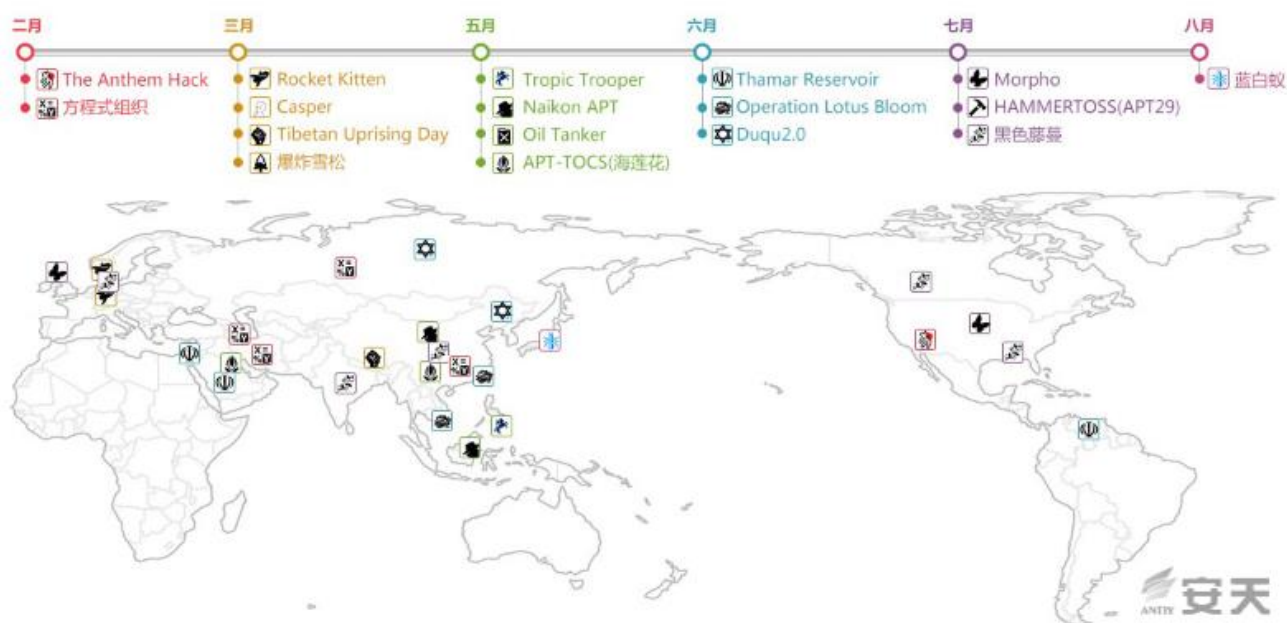 二月
The Anthem Hack
方程式组织
三月
Rocket Kitten
Casper
Tibetan Uprising Day
爆炸雪松
五月
Tropic Trooper
Naikon APT
Oil Tanker
APT-TOCS(海莲花)
六月
Thamar Reservoir
Operation Lotus Bloom
Duqu2.0
七月
Morpho
HAMMERTOSS(APT29)
黑色藤蔓
八月
蓝白蚁
ANTIY 安天